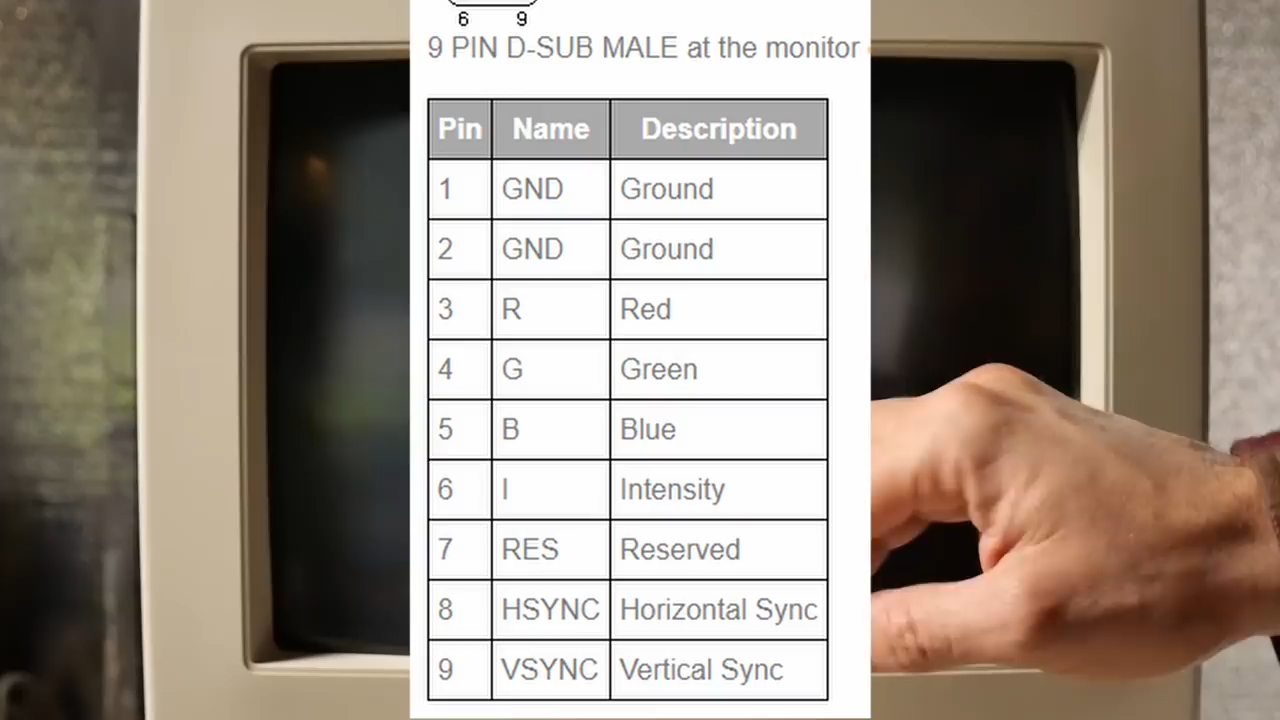 6 9
9 PIN D-SUB MALE at the monitor
Pin Name Description
1 GND Ground
2 GND Ground
3 R Red
4 G Green
5 B Blue
6 I Intensity
7 RES Reserved
8 HSYNC Horizontal Sync
9 VSYNC Vertical Sync